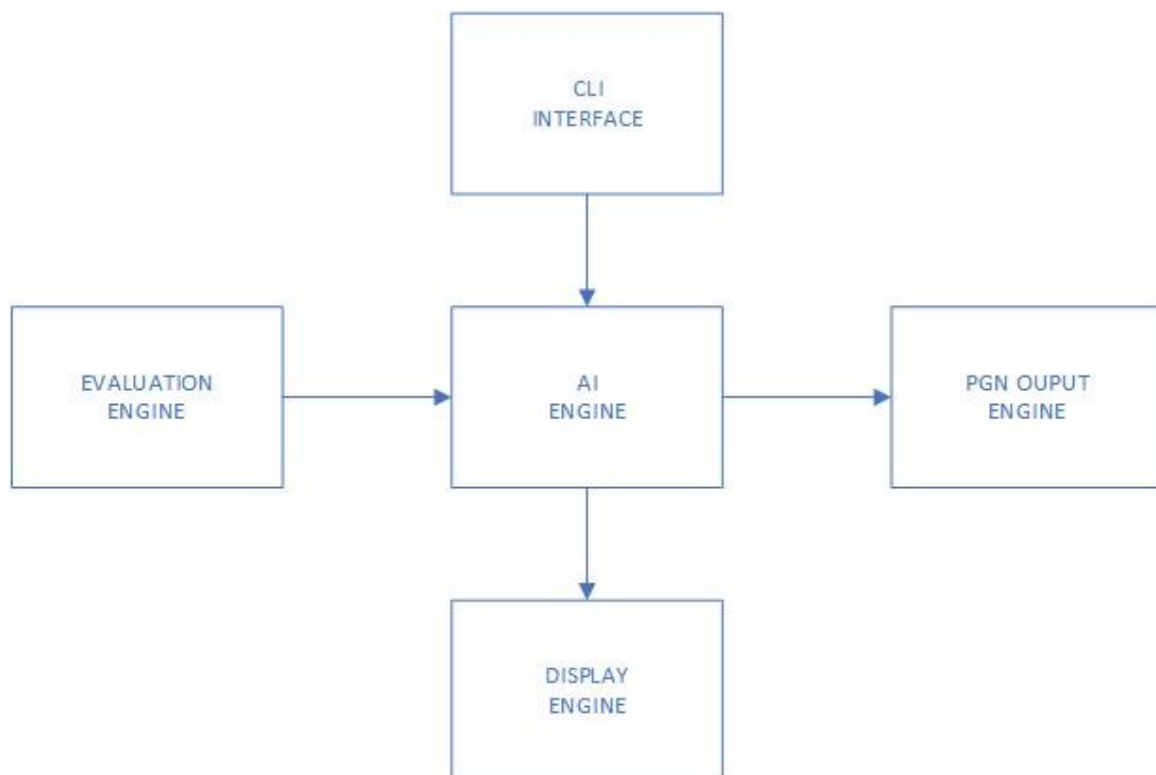 CLI
INTERFACE
EVALUATION
ENGINE
AI
ENGINE
PGN OUPUT
ENGINE
DISPLAY
ENGINE